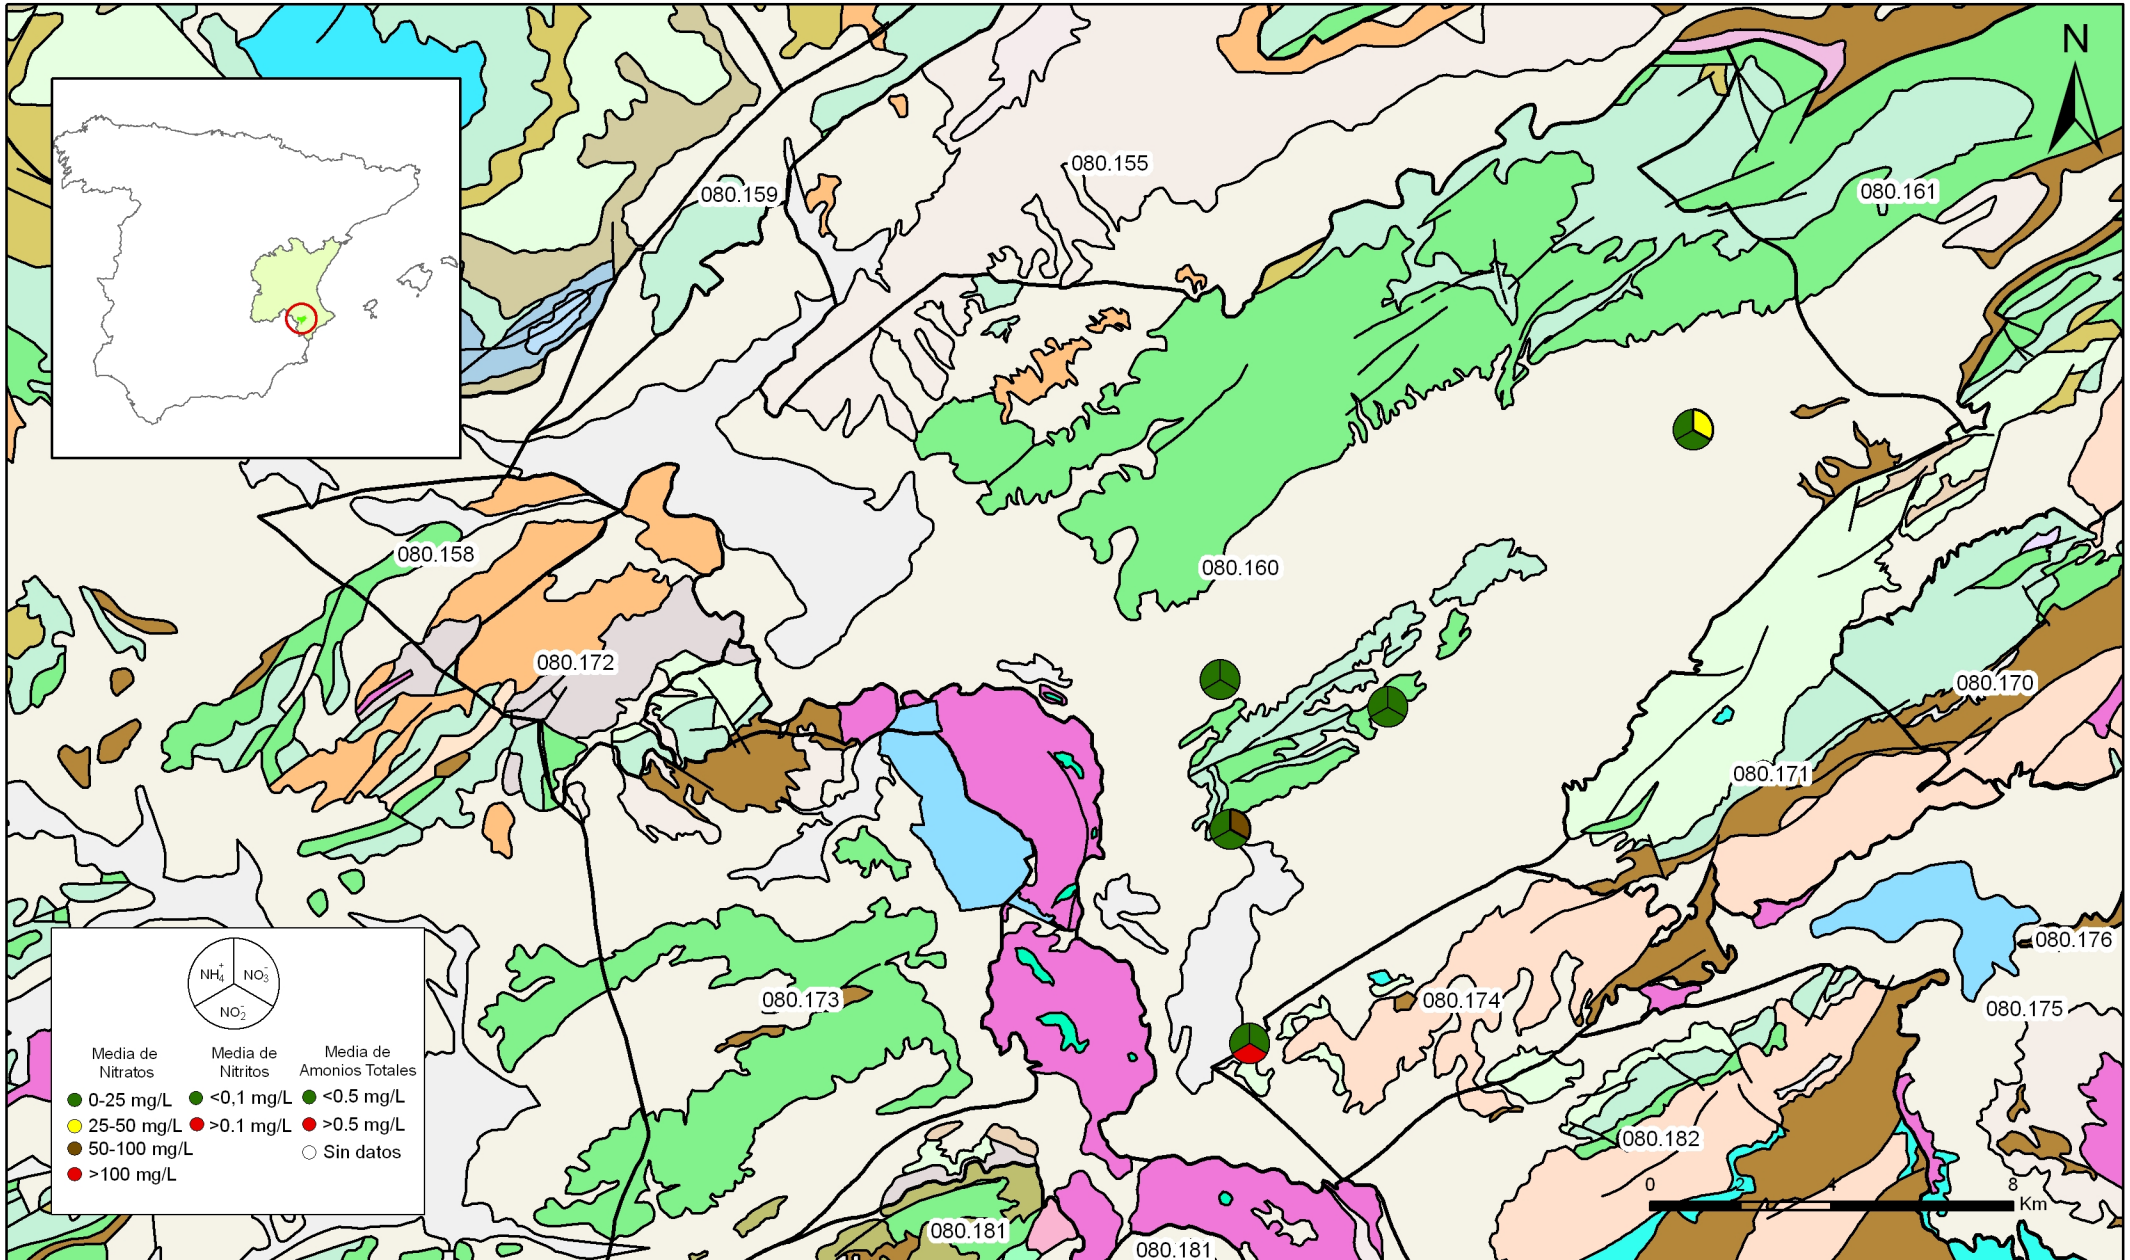 N
080.155
080.159
080.161
080.158
080.160
080.172
080.170
080.171
080.176
080.173
080.174
080.175
080.182
080.181
080.181
NH4+ NO3-
NO2-
Media de Nitratos
0-25 mg/L
25-50 mg/L
50-100 mg/L
>100 mg/L
Media de Nitritos
<0,1 mg/L
>0.1 mg/L
Media de Amonios Totales
<0.5 mg/L
>0.5 mg/L
Sin datos
0 2 4 8
Km